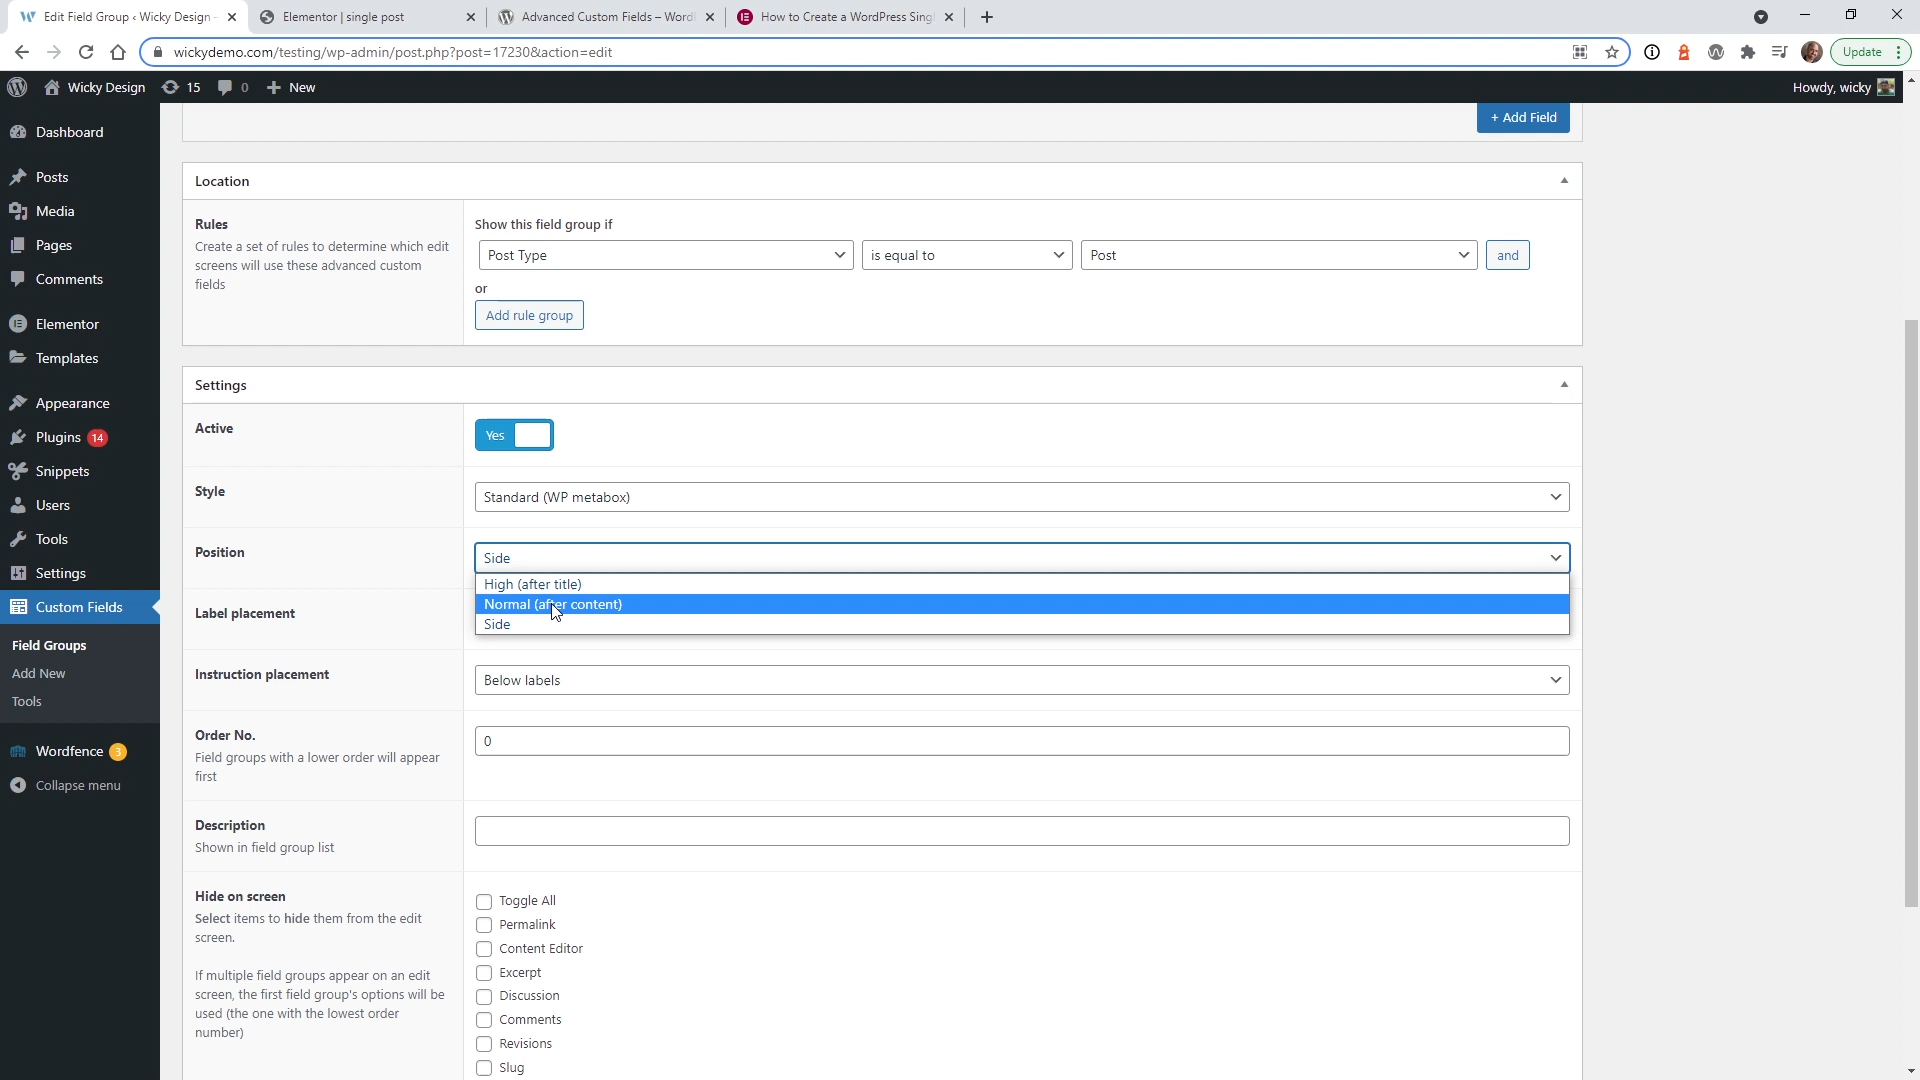 Edit Field Group ‹ Wicky Design -
Elementor | single post
Advanced Custom Fields – Word
How to Create a WordPress Singl
wickydemo.com/testing/wp-admin/post.php?post=17230&action=edit
Update
Wicky Design
15
0
+ New
Howdy, wicky
Dashboard
Posts
Media
Pages
Comments
Elementor
Templates
Appearance
Plugins 14
Snippets
Users
Tools
Settings
Custom Fields
Field Groups
Add New
Tools
Wordfence 3
Collapse menu
+ Add Field
Location
Rules
Create a set of rules to determine which edit
screens will use these advanced custom
fields
Show this field group if
Post Type
is equal to
Post
and
or
Add rule group
Settings
Active
Yes
Style
Standard (WP metabox)
Position
Side
High (after title)
Normal (after content)
Side
Label placement
Instruction placement
Below labels
Order No.
Field groups with a lower order will appear
first
0
Description
Shown in field group list
Hide on screen
Select items to hide them from the edit
screen.
If multiple field groups appear on an edit
screen, the first field group's options will be
used (the one with the lowest order
number)
Toggle All
Permalink
Content Editor
Excerpt
Discussion
Comments
Revisions
Slug